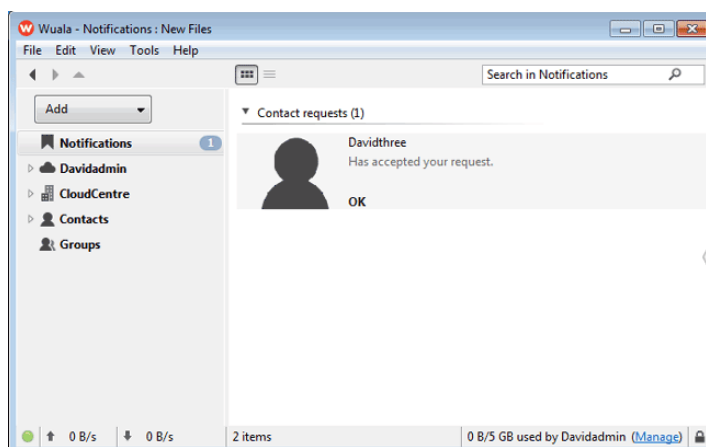 Wuala - Notifications : New Files
File Edit View Tools Help
Search in Notifications
Add
Notifications 1
Davidadmin
CloudCentre
Contacts
Groups
Contact requests (1)
Davidthree
Has accepted your request.
OK
0 B/s 0 B/s 2 items 0 B/5 GB used by Davidadmin (Manage)